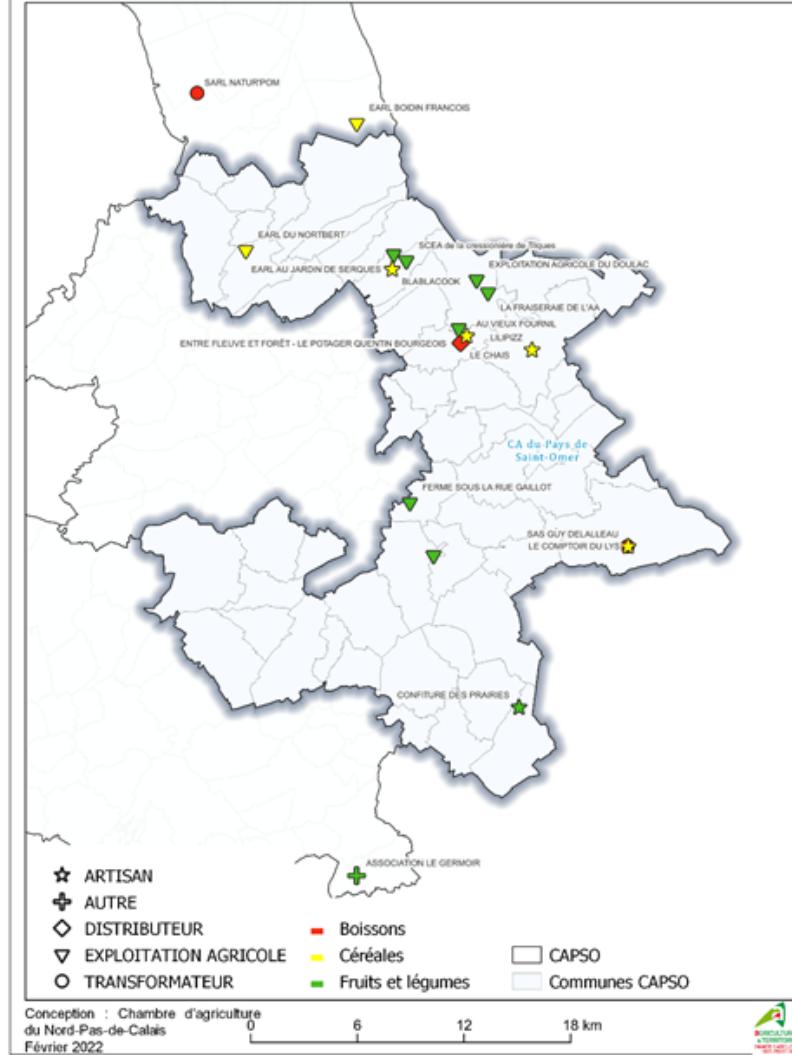 SARL NATUR'POM
EARL BOIDIN FRANCOIS
EARL DU NORTBERT
SCEA de la cressionière de Tilques
EARL AU JARDIN DE SERQUES
EXPLOITATION AGRICOLE DU DOULAC
BLABLACOOK
LA FRAISERAIE DE L'AA
AU VIEUX FOURNIL
LILIPIZZ
ENTRE FLEUVE ET FORÊT - LE POTAGER QUENTIN BOURGEOIS
LE CHAIS
CA du Pays de
Saint-Omer
FERME SOUS LA RUE GAILLOT
SAS GUY DELALLEAU
LE COMPTOIR DU LYS
CONFITURE DES PRAIRIES
ASSOCIATION LE GERMOIR
ARTISAN
AUTRE
DISTRIBUTEUR
EXPLOITATION AGRICOLE
TRANSFORMATEUR
Boissons
Céréales
Fruits et légumes
CAPSO
Communes CAPSO
Conception : Chambre d'agriculture
du Nord-Pas-de-Calais
Février 2022
0 6 12 18 km